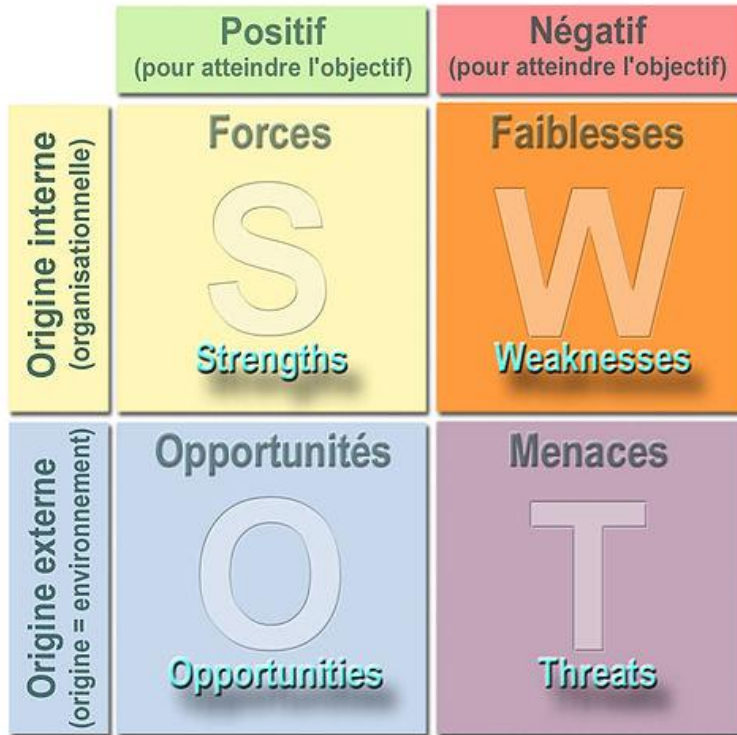 Positif
(pour atteindre l'objectif)
Négatif
(pour atteindre l'objectif)
Origine interne
(organisationnelle)
Forces
S
Strengths
Faiblesses
W
Weaknesses
Origine externe
(origine = environnement)
Opportunités
O
Opportunities
Menaces
T
Threats